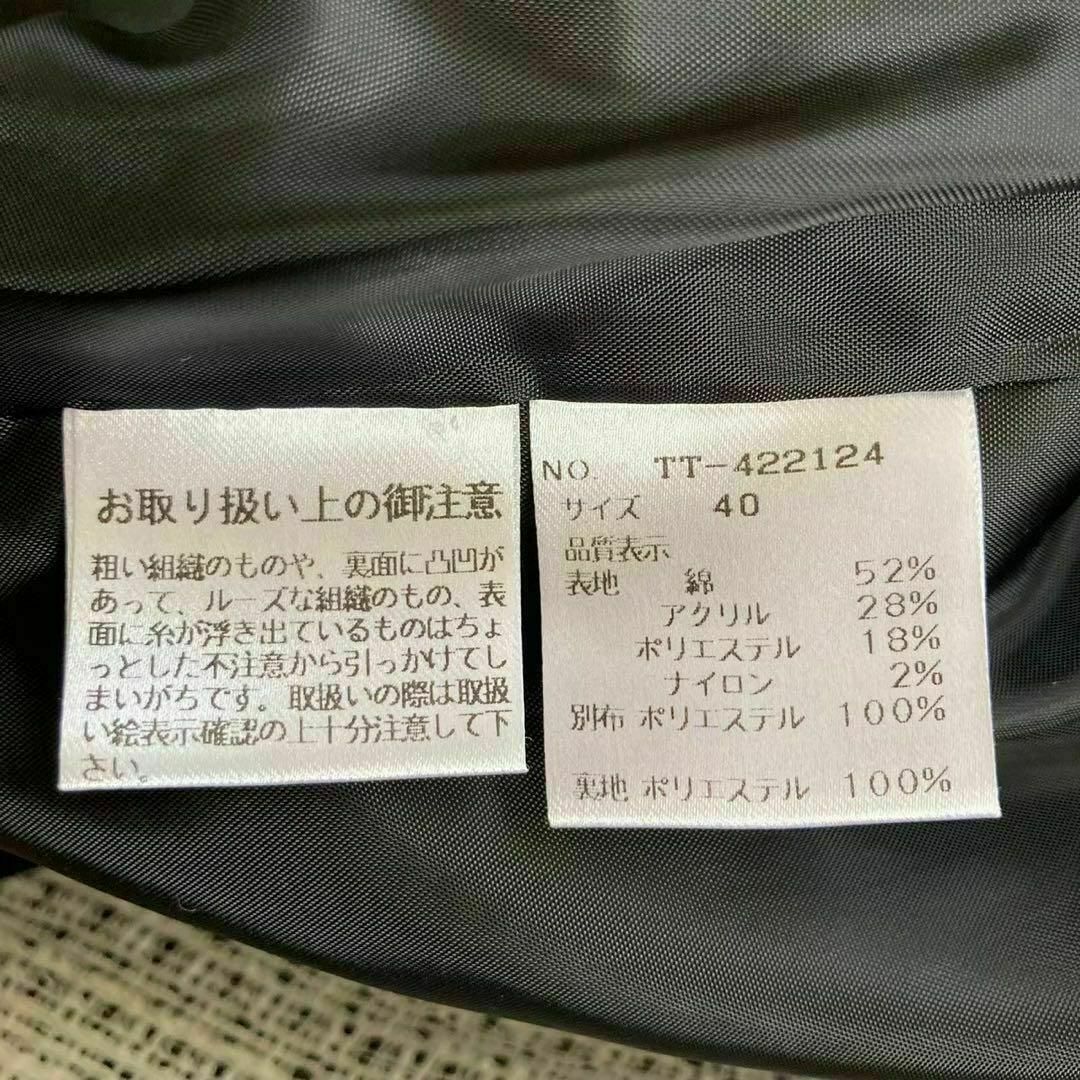 お取り扱い上の御注意
粗い組織のものや、裏面に凸凹が
あって、ルーズな組織のもの、表
面に糸が浮き出ているものはちょ
っとした不注意から引っかけてし
まいがちです。取扱いの際は取扱
い絵表示確認の上十分注意して下
さい。
NO. TT-422124
サイズ 40
品質表示
表地 綿 52%
アクリル 28%
ポリエステル 18%
ナイロン 2%
別布 ポリエステル 100%
裏地 ポリエステル 100%